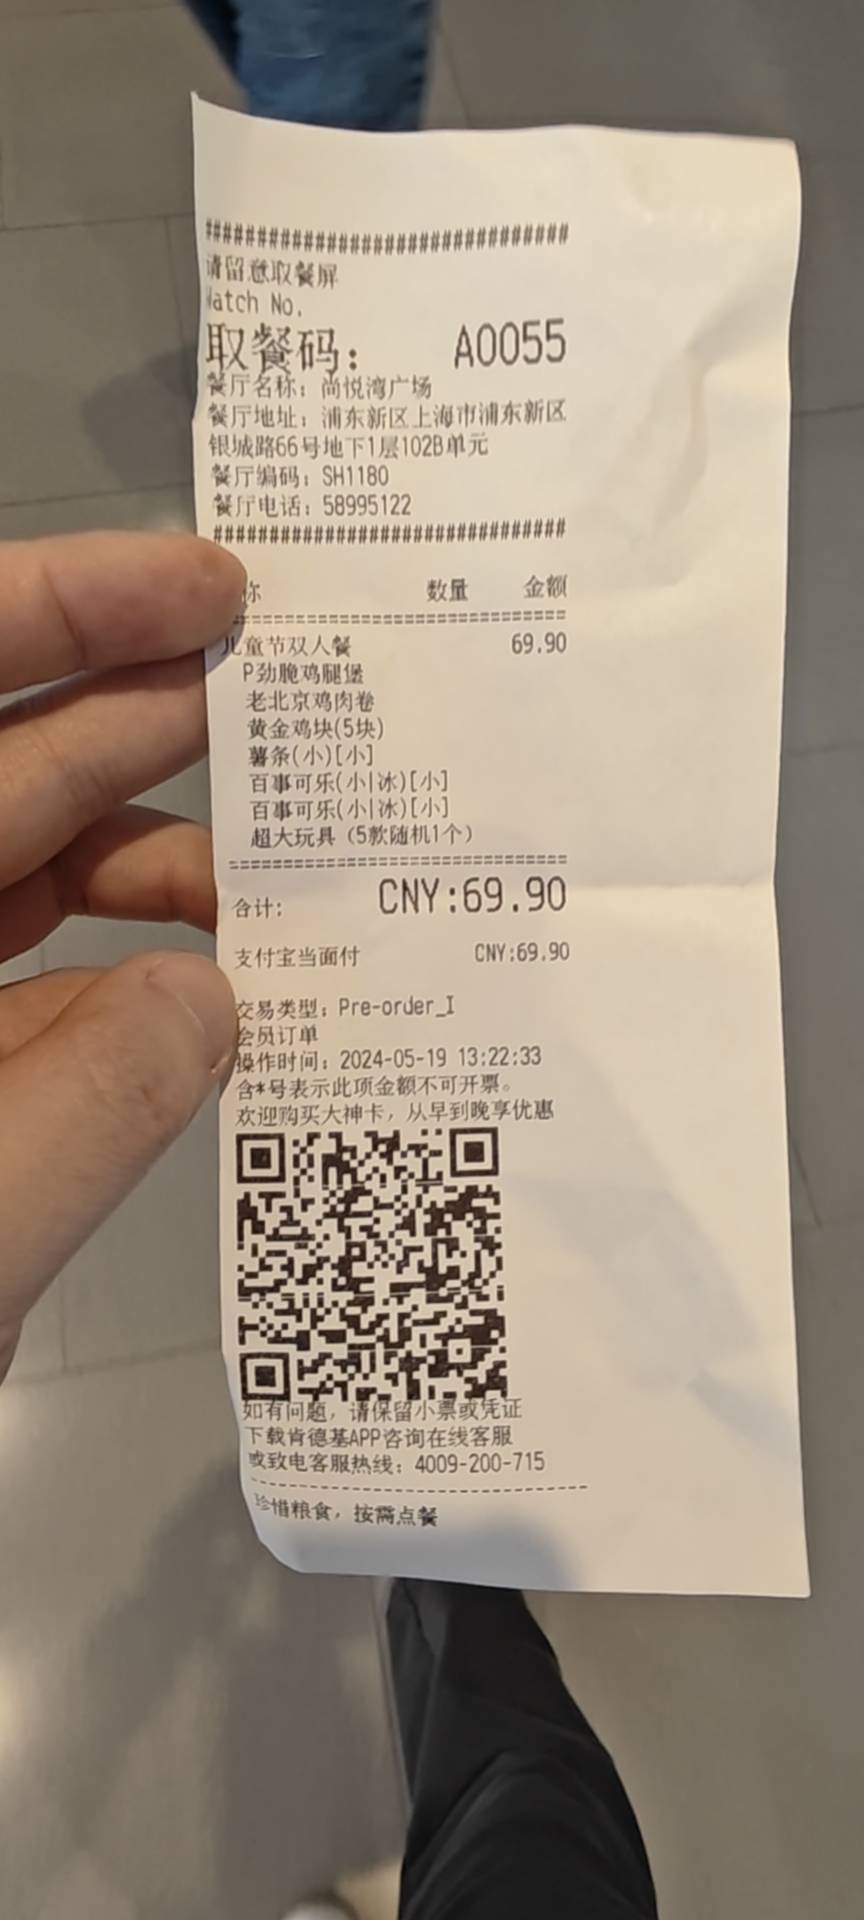 ##############################
请留意取餐屏
Watch No.
取餐码： A0055
餐厅名称：尚悦湾广场
餐厅地址：浦东新区上海市浦东新区
银城路66号地下1层102B单元
餐厅编码：SH1180
餐厅电话：58995122
##############################
称 数量 金额
==============================
儿童节双人餐 69.90
P劲脆鸡腿堡
老北京鸡肉卷
黄金鸡块(5块)
薯条(小)[小]
百事可乐(小|冰)[小]
百事可乐(小|冰)[小]
超大玩具（5款随机1个）
==============================
合计： CNY:69.90
支付宝当面付 CNY:69.90
交易类型：Pre-order_I
会员订单
操作时间：2024-05-19 13:22:33
含*号表示此项金额不可开票。
欢迎购买大神卡，从早到晚享优惠
如有问题，请保留小票或凭证
下载肯德基APP咨询在线客服
或致电客服热线：4009-200-715
------------------------------
珍惜粮食，按需点餐